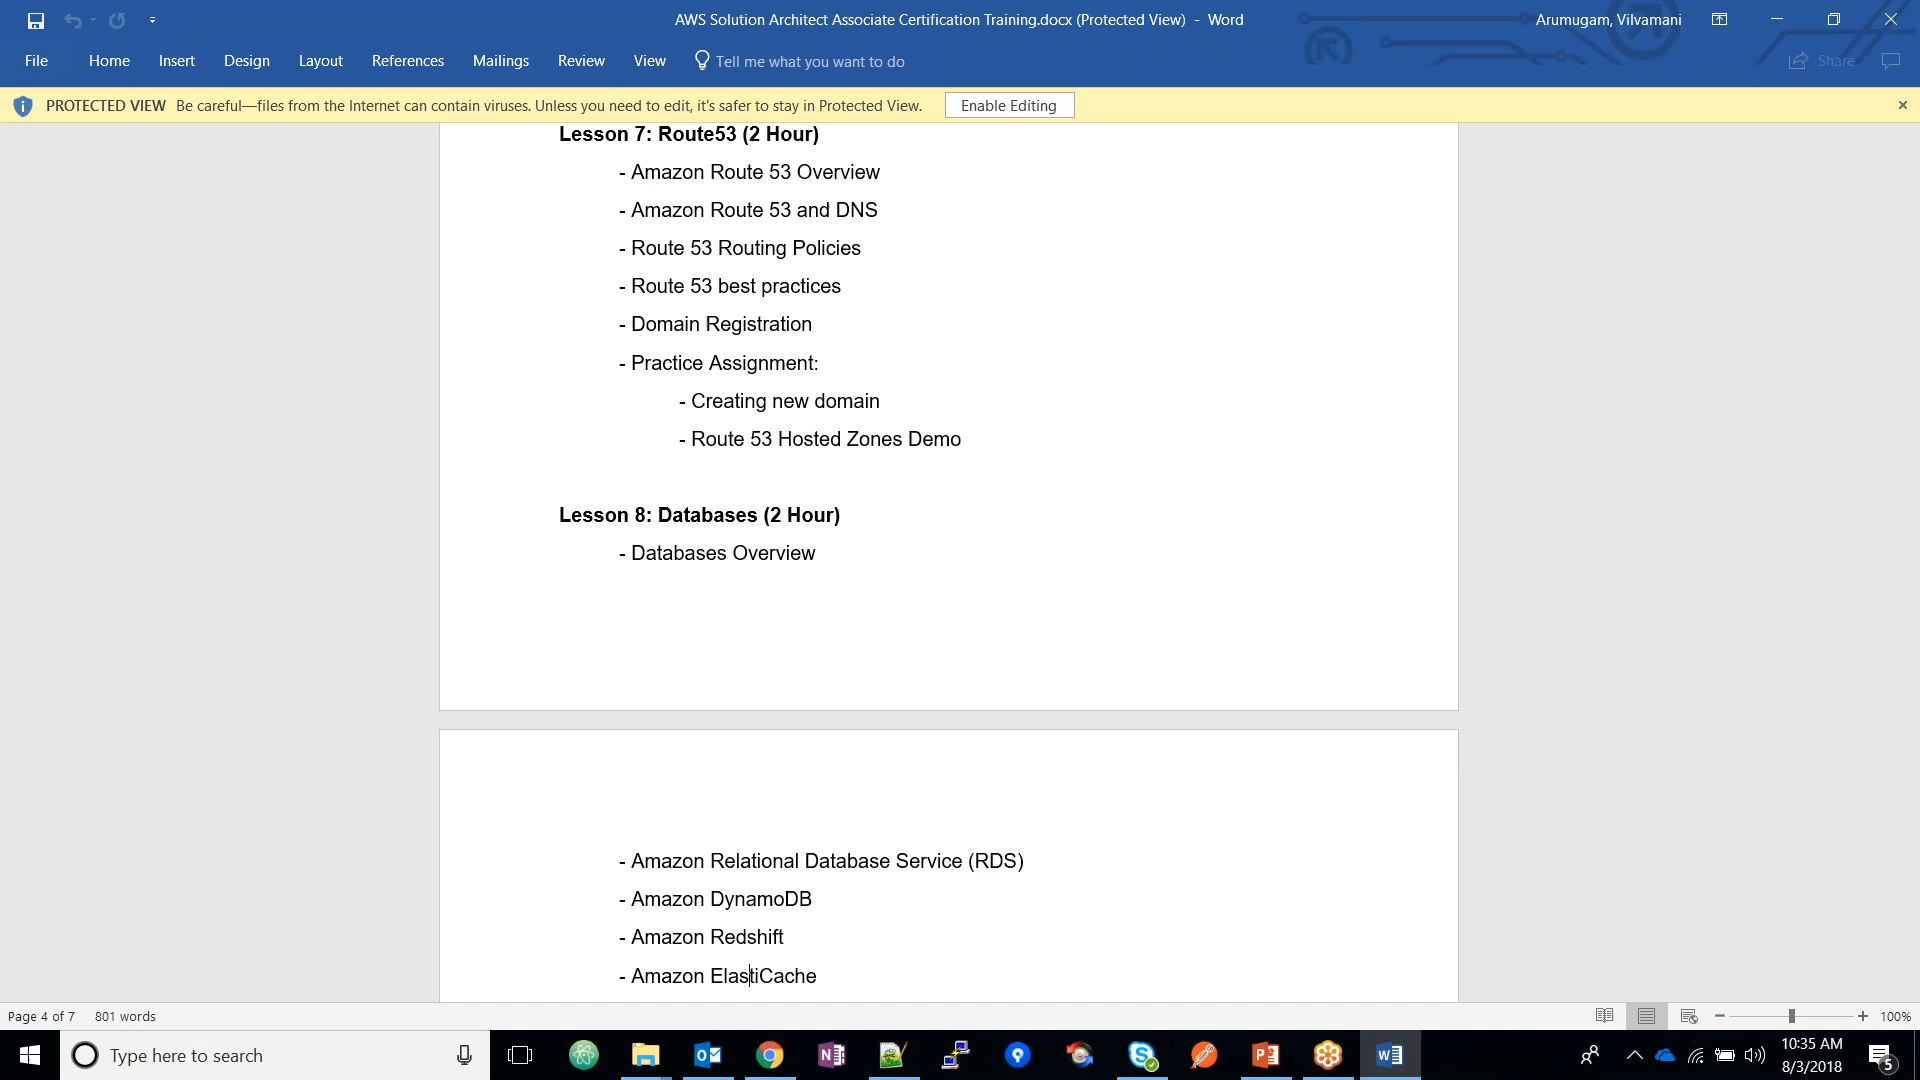 AWS Solution Architect Associate Certification Training.docx (Protected View) - Word
Arumugam, Vilvamani
File Home Insert Design Layout References Mailings Review View Tell me what you want to do Share
PROTECTED VIEW Be careful—files from the Internet can contain viruses. Unless you need to edit, it's safer to stay in Protected View. Enable Editing
Lesson 7: Route53 (2 Hour)
- Amazon Route 53 Overview
- Amazon Route 53 and DNS
- Route 53 Routing Policies
- Route 53 best practices
- Domain Registration
- Practice Assignment:
- Creating new domain
- Route 53 Hosted Zones Demo
Lesson 8: Databases (2 Hour)
- Databases Overview
- Amazon Relational Database Service (RDS)
- Amazon DynamoDB
- Amazon Redshift
- Amazon ElastiCache
Page 4 of 7 801 words 100%
Type here to search
10:35 AM
8/3/2018
5